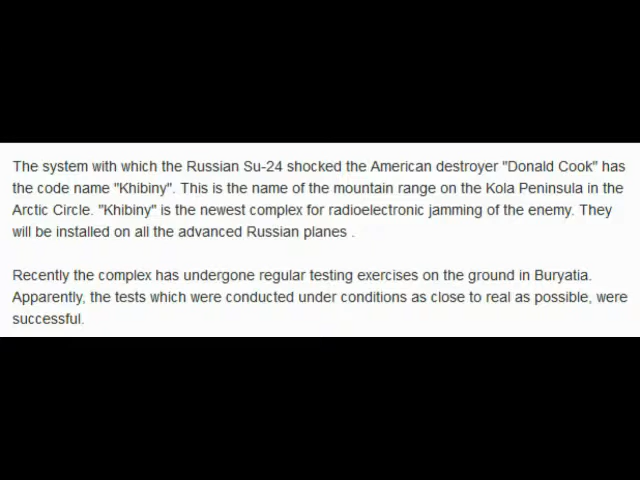 The system with which the Russian Su-24 shocked the American destroyer "Donald Cook" has
the code name "Khibiny". This is the name of the mountain range on the Kola Peninsula in the
Arctic Circle. "Khibiny" is the newest complex for radioelectronic jamming of the enemy. They
will be installed on all the advanced Russian planes .
Recently the complex has undergone regular testing exercises on the ground in Buryatia.
Apparently, the tests which were conducted under conditions as close to real as possible, were
successful.